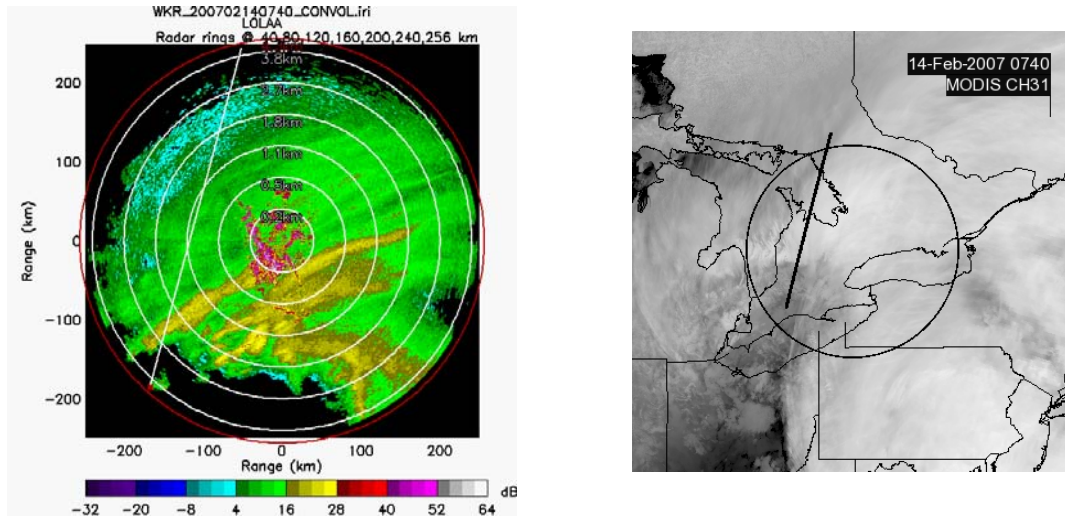 WKR_200702140740_CONVOL.iri
LOLAA
Radar rings @ 40,80,120,160,200,240,256 km
3.8km
2.7km
1.8km
1.1km
0.5km
0.2km
200
100
0
-100
-200
Range (km)
-200 -100 0 100 200
Range (km)
-32 -20 -8 4 16 28 40 52 64 dB
14-Feb-2007 0740
MODIS CH31